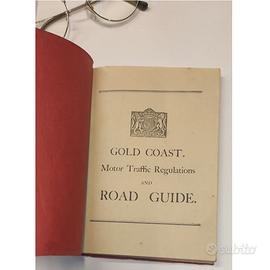 GOLD COAST.
Motor Traffic Regulations
AND
ROAD GUIDE.
subito